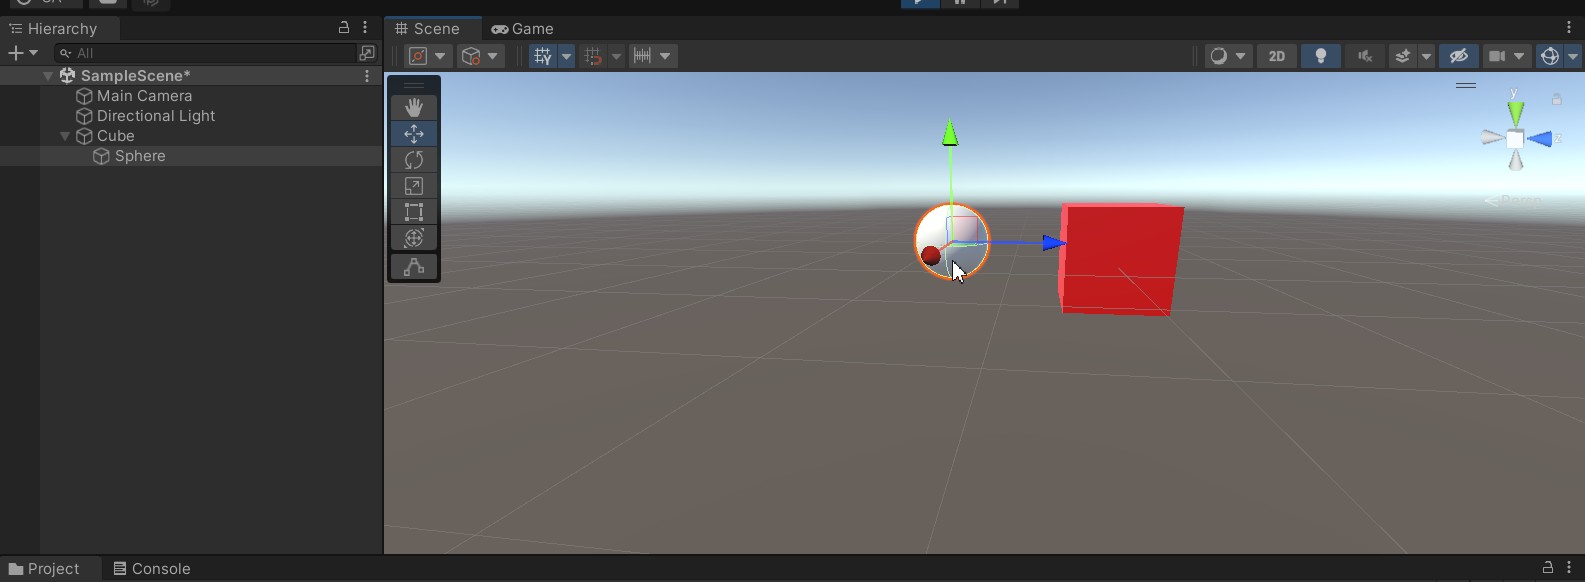 Hierarchy
All
SampleScene*
Main Camera
Directional Light
Cube
Sphere
Scene Game
2D
y
z
Persp
Project Console